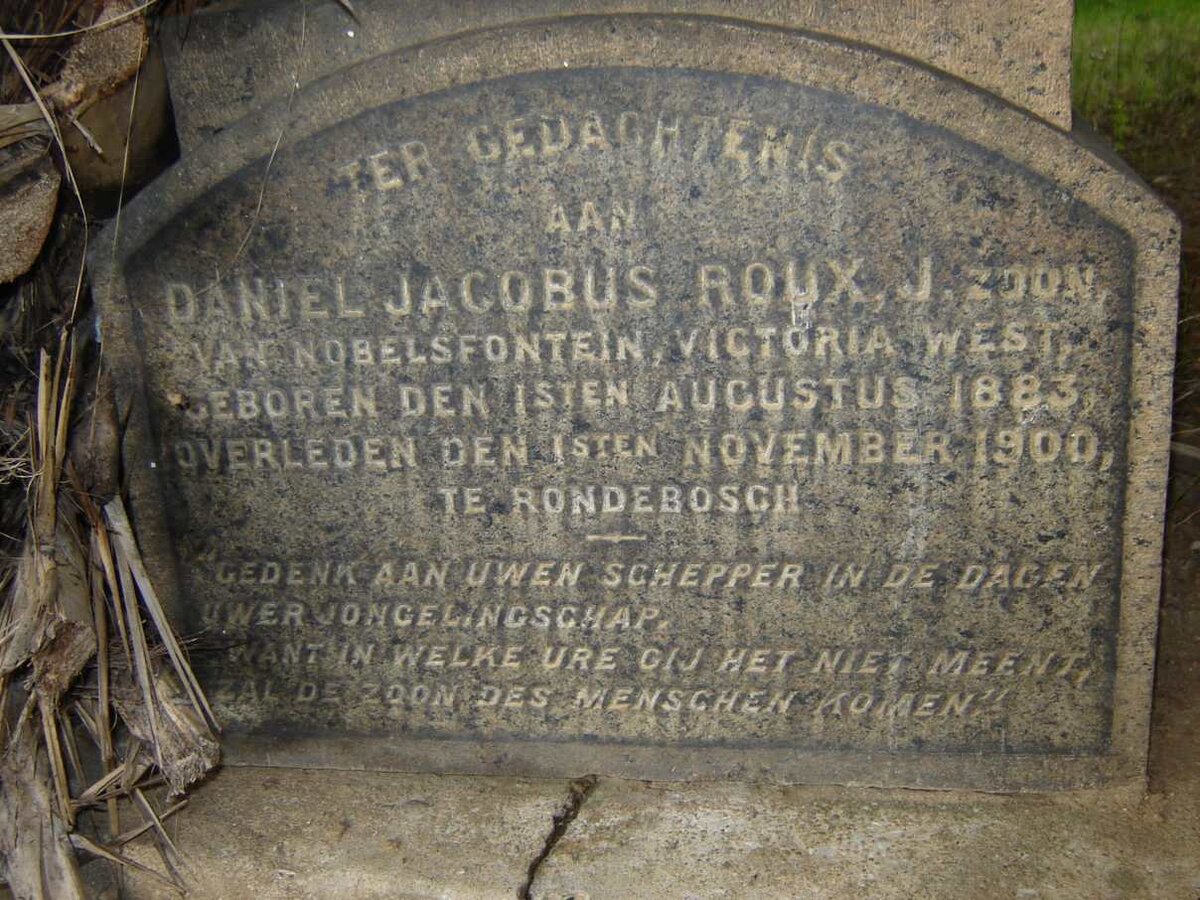 TER GEDACHTENIS
AAN
DANIEL JACOBUS ROUX, J. ZOON,
VAN NOBELSFONTEIN, VICTORIA WEST,
GEBOREN DEN 1STEN AUGUSTUS 1883,
OVERLEDEN DEN 1STEN NOVEMBER 1900,
TE RONDEBOSCH
"GEDENK AAN UWEN SCHEPPER IN DE DAGEN
UWER JONGELINGSCHAP.
WANT IN WELKE URE GIJ HET NIET MEENT,
ZAL DE ZOON DES MENSCHEN KOMEN."